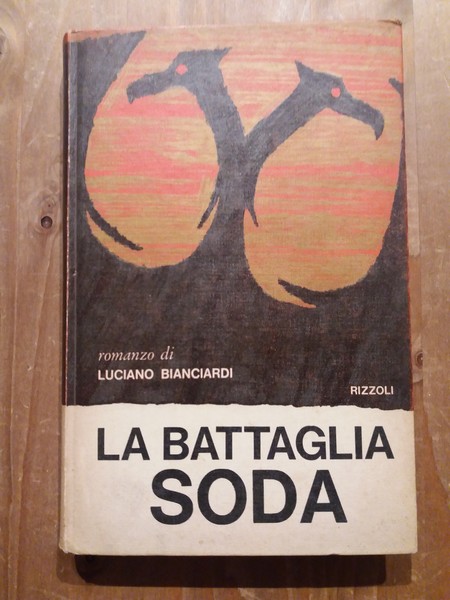 romanzo di
LUCIANO BIANCIARDI
RIZZOLI
LA BATTAGLIA
SODA